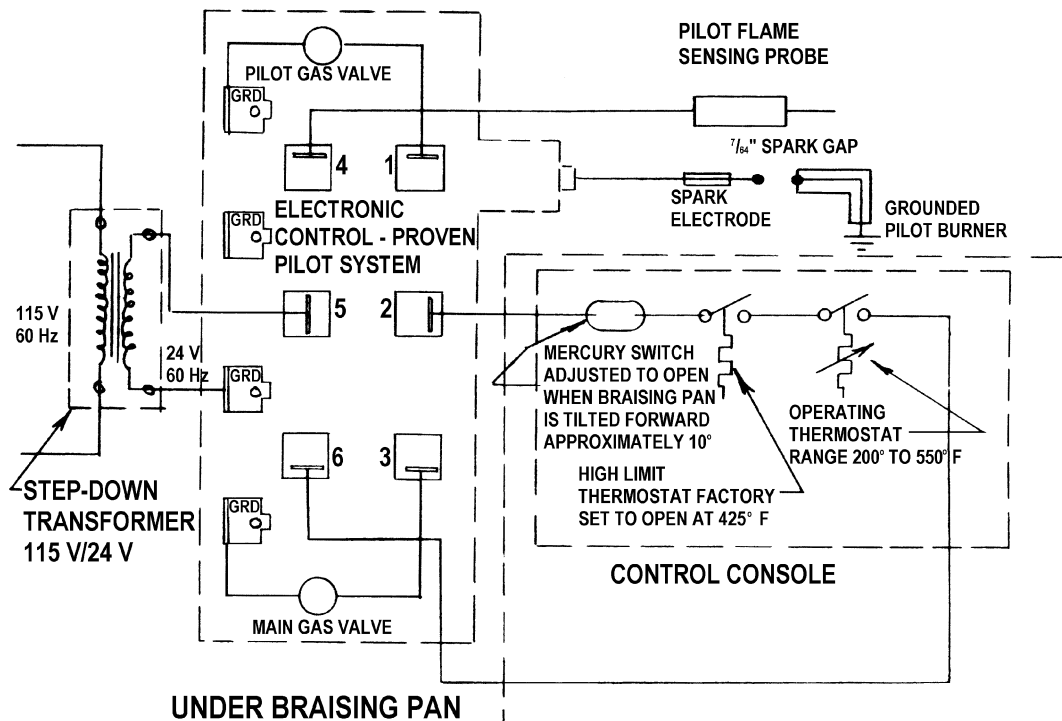 PILOT FLAME
SENSING PROBE
PILOT GAS VALVE
GRD
4
1
7/64" SPARK GAP
SPARK
ELECTRODE
GROUNDED
PILOT BURNER
ELECTRONIC
CONTROL - PROVEN
PILOT SYSTEM
5
2
115 V
60 Hz
24 V
60 Hz
GRD
MERCURY SWITCH
ADJUSTED TO OPEN
WHEN BRAISING PAN
IS TILTED FORWARD
APPROXIMATELY 10°
OPERATING
THERMOSTAT
RANGE 200° TO 550° F
HIGH LIMIT
THERMOSTAT FACTORY
SET TO OPEN AT 425° F
6
3
STEP-DOWN
TRANSFORMER
115 V/24 V
GRD
MAIN GAS VALVE
CONTROL CONSOLE
UNDER BRAISING PAN